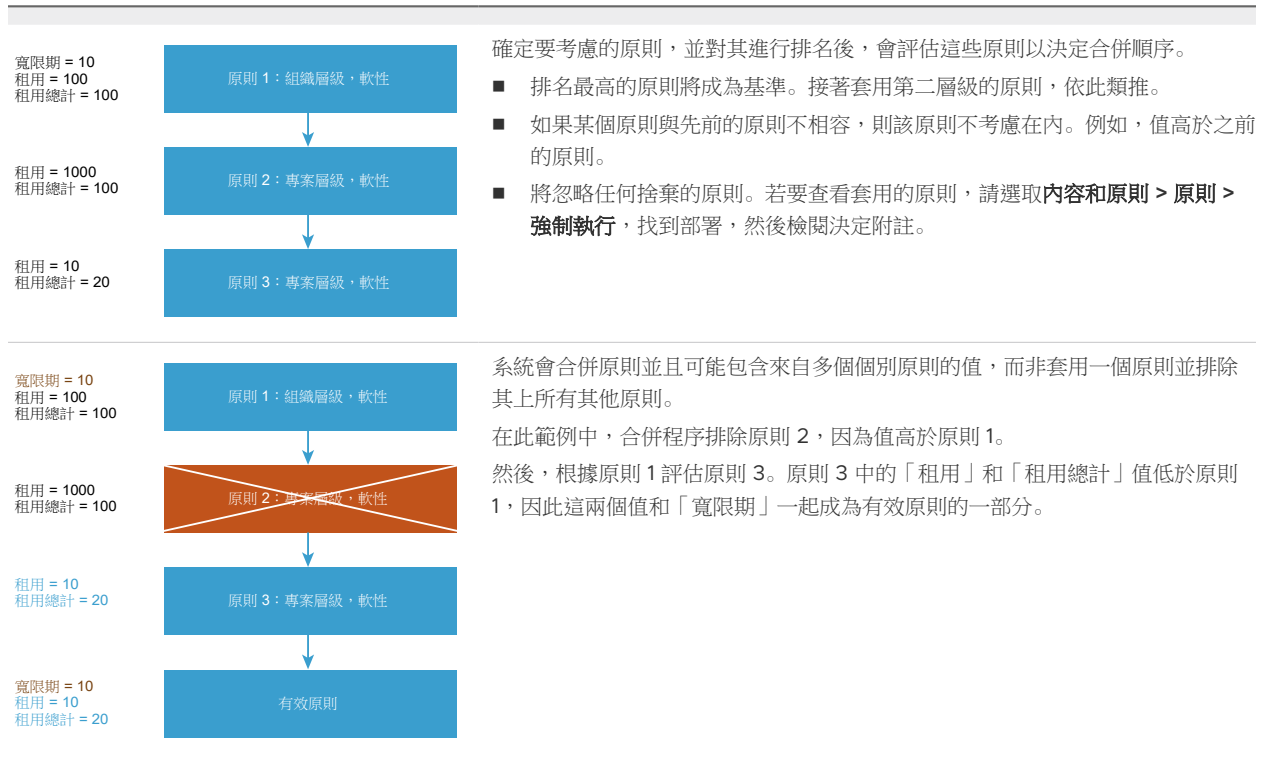 寬限期 = 10
租用 = 100
租用總計 = 100
原則 1：組織層級，軟性
租用 = 1000
租用總計 = 100
原則 2：專案層級，軟性
租用 = 10
租用總計 = 20
原則 3：專案層級，軟性
確定要考慮的原則，並對其進行排名後，會評估這些原則以決定合併順序。
■ 排名最高的原則將成為基準。接著套用第二層級的原則，依此類推。
■ 如果某個原則與先前的原則不相容，則該原則不考慮在內。例如，值高於之前
的原則。
■ 將忽略任何捨棄的原則。若要查看套用的原則，請選取內容和原則 > 原則 >
強制執行，找到部署，然後檢閱決定附註。
寬限期 = 10
租用 = 100
租用總計 = 100
原則 1：組織層級，軟性
租用 = 1000
租用總計 = 100
原則 2：專案層級，軟性
租用 = 10
租用總計 = 20
原則 3：專案層級，軟性
寬限期 = 10
租用 = 10
租用總計 = 20
有效原則
系統會合併原則並且可能包含來自多個個別原則的值，而非套用一個原則並排除
其上所有其他原則。
在此範例中，合併程序排除原則 2，因為值高於原則 1。
然後，根據原則 1 評估原則 3。原則 3 中的「租用」和「租用總計」值低於原則
1，因此這兩個值和「寬限期」一起成為有效原則的一部分。